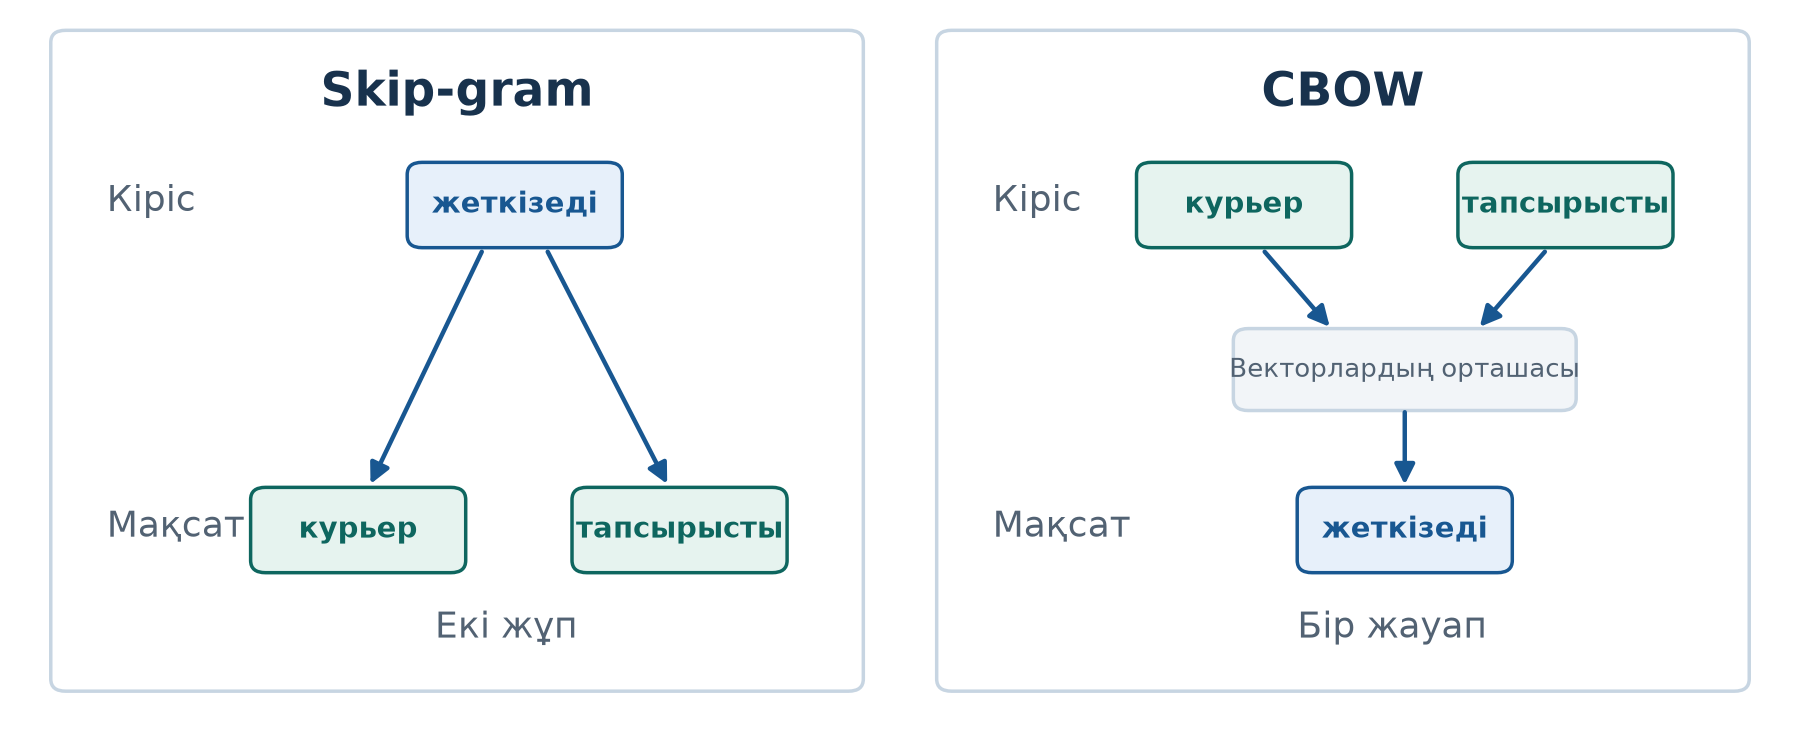 Skip-gram
Кіріс
жеткізеді
Мақсат
курьер
тапсырысты
Екі жұп
CBOW
Кіріс
курьер
тапсырысты
Векторлардың орташасы
Мақсат
жеткізеді
Бір жауап